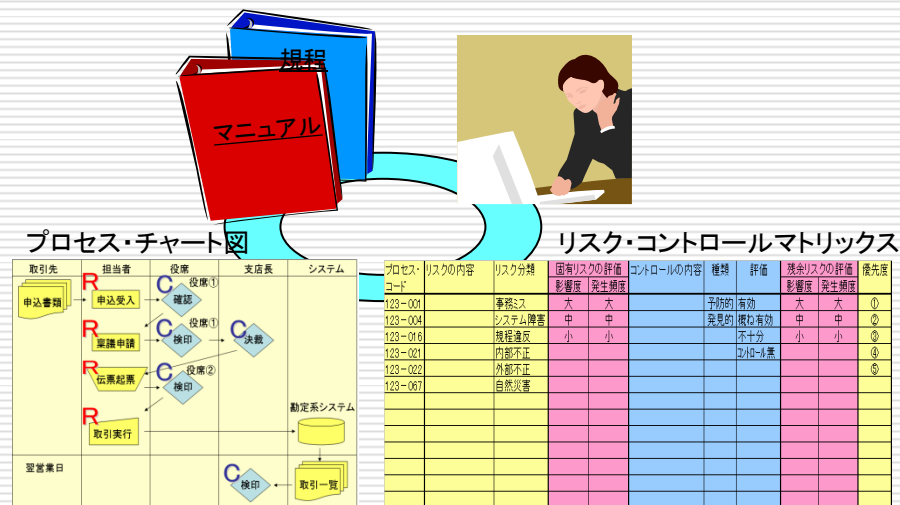 規程
マニュアル
プロセス・チャート図
取引先 担当者 役席 支店長 システム
申込書類 R 申込受入 C 役席① 確認
R 稟議申請 C 役席① 検印 C 決裁
R 伝票起票 C 役席② 検印
R 取引実行 勘定系システム
翌営業日 C 検印 取引一覧
リスク・コントロールマトリックス
プロセス・コード リスクの内容 リスク分類 固有リスクの評価 コントロールの内容 種類 評価 残余リスクの評価 優先度
影響度 発生頻度 影響度 発生頻度
123-001 事務ミス 大 大 予防的 有効 大 大 ①
123-004 システム障害 中 中 発見的 概ね有効 中 中 ②
123-016 規程違反 小 小 不十分 小 小 ③
123-021 内部不正 コントロール無 ④
123-022 外部不正 ⑤
123-067 自然災害